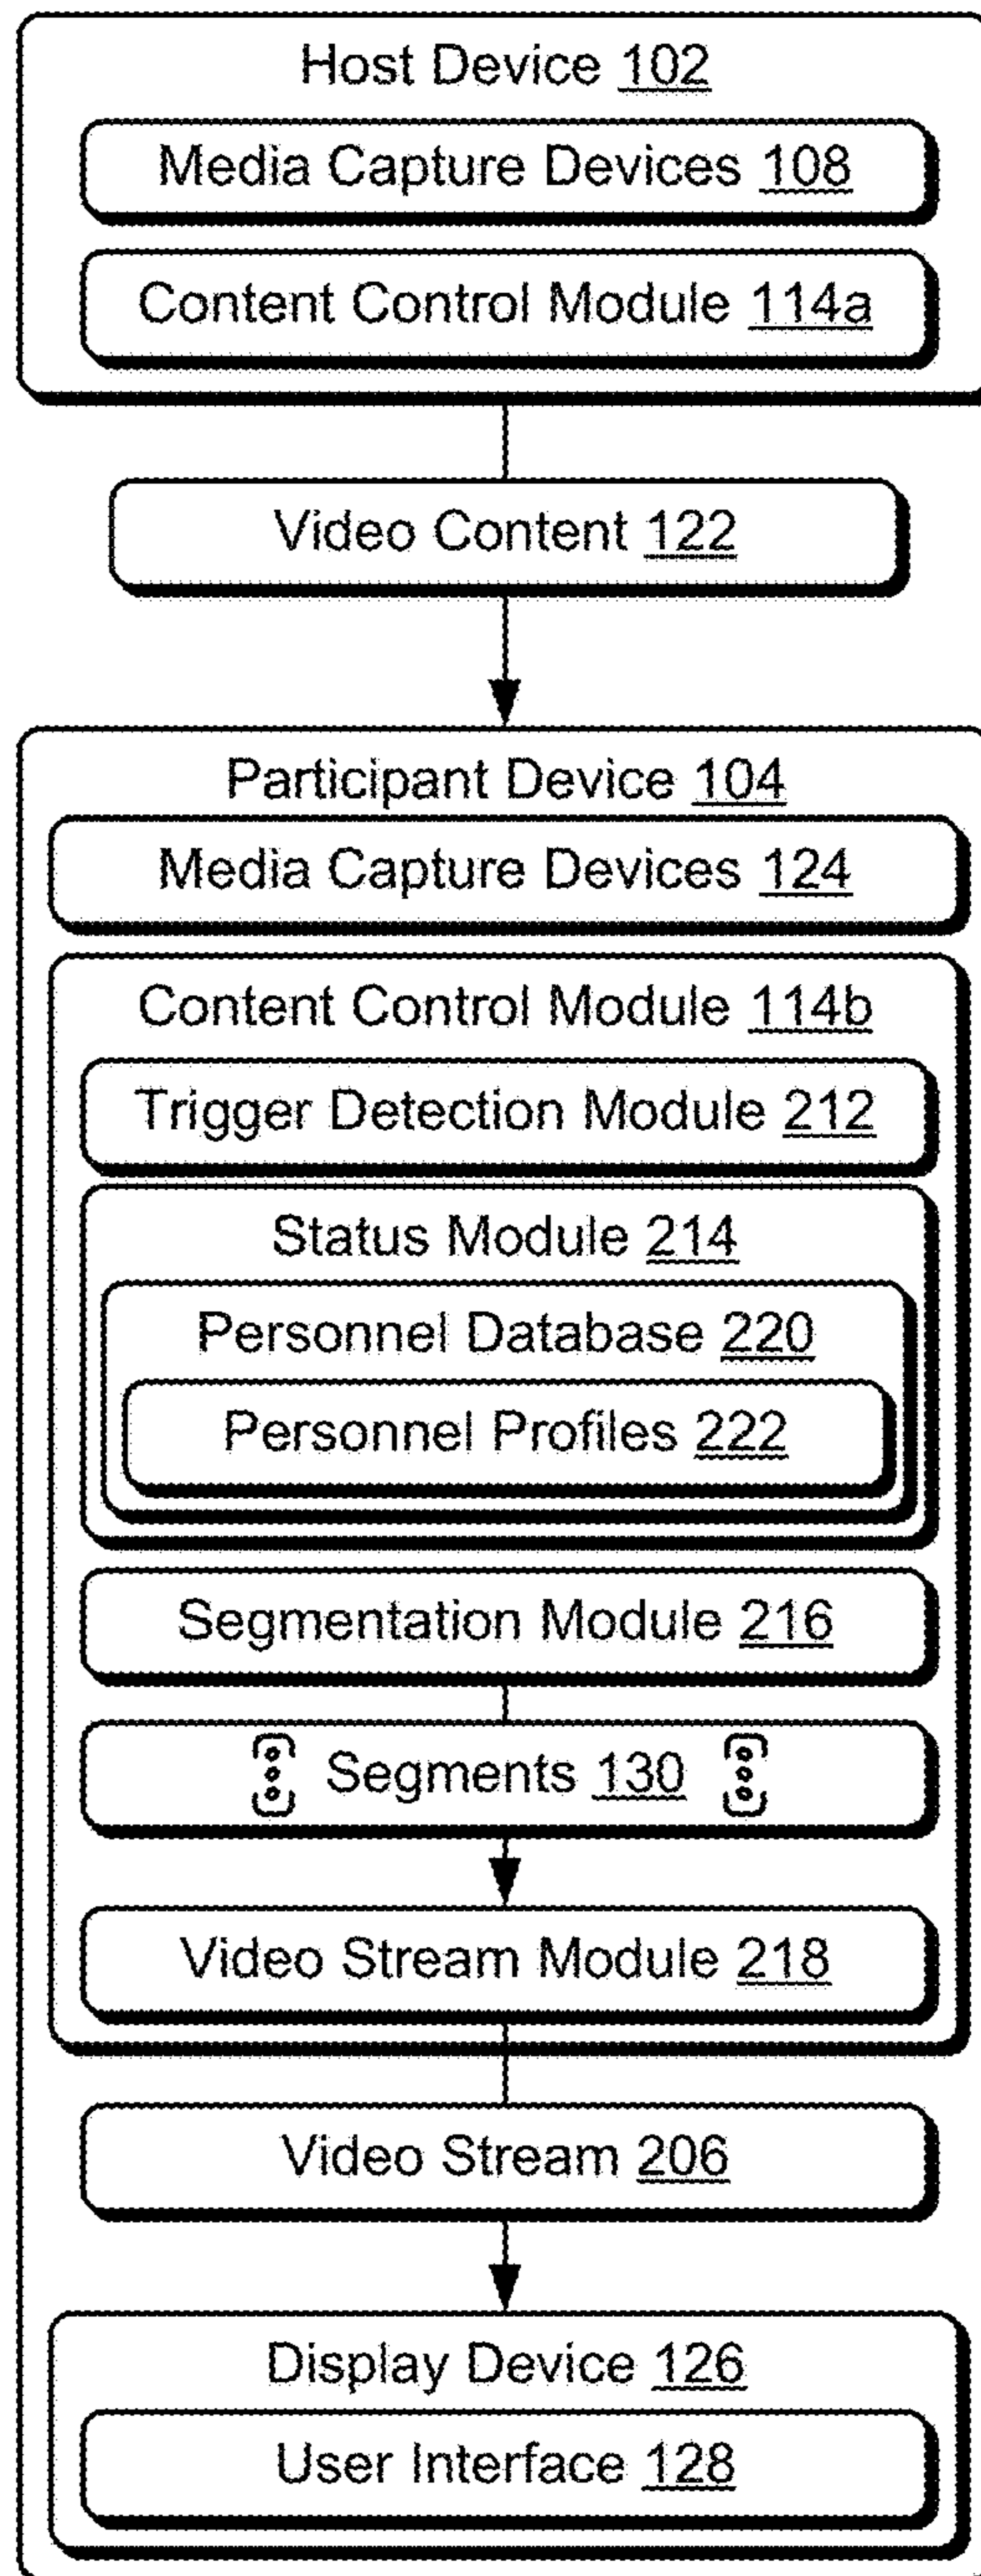 Host Device 102
Media Capture Devices 108
Content Control Module 114a
Video Content 122
Participant Device 104
Media Capture Devices 124
Content Control Module 114b
Trigger Detection Module 212
Status Module 214
Personnel Database 220
Personnel Profiles 222
Segmentation Module 216
Segments 130
Video Stream Module 218
Video Stream 206
Display Device 126
User Interface 128